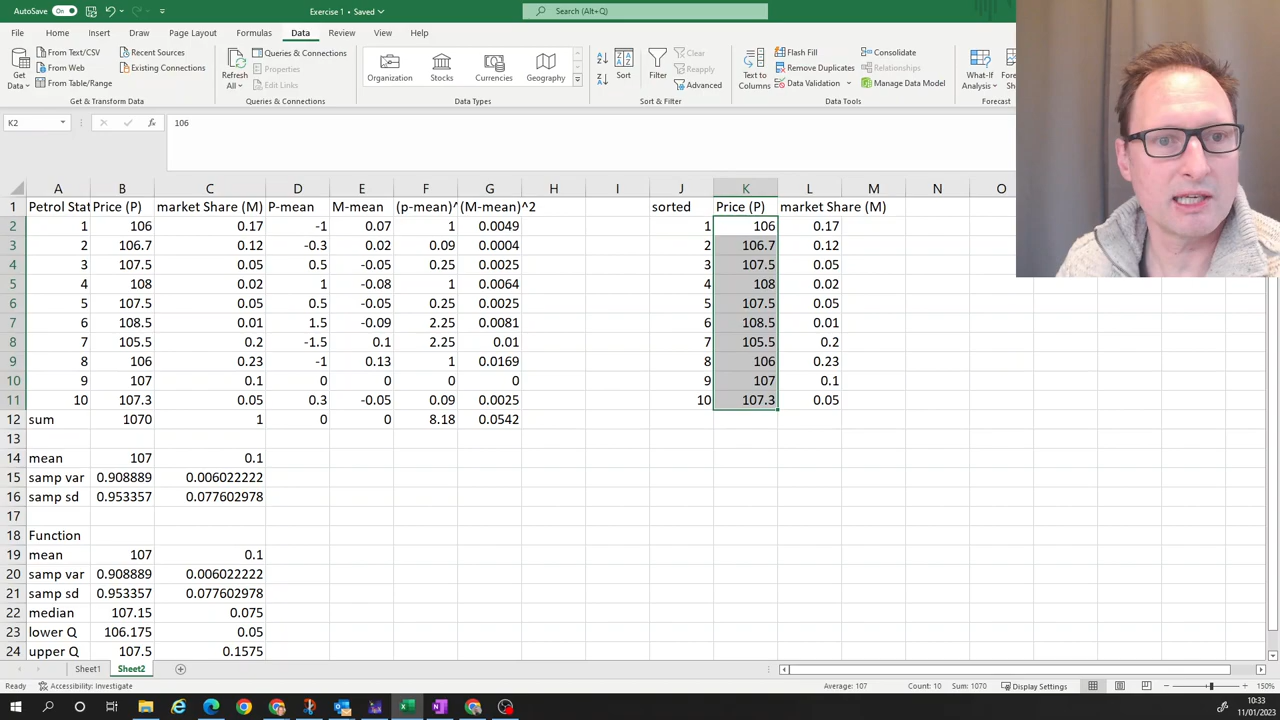 AutoSave On Exercise 1 • Saved Search (Alt+Q)
File Home Insert Draw Page Layout Formulas Data Review View Help
Get Data
From Text/CSV
From Web
From Table/Range
Recent Sources
Existing Connections
Get & Transform Data
Refresh All
Queries & Connections
Properties
Edit Links
Queries & Connections
Organization Stocks Currencies Geography
Data Types
Sort Filter
Clear
Reapply
Advanced
Sort & Filter
Text to Columns
Flash Fill
Remove Duplicates
Data Validation
Consolidate
Relationships
Manage Data Model
Data Tools
What-If Analysis
Forecast
K2 fx 106
A B C D E F G H I J K L M N O
1 Petrol Stat Price (P) market Share (M) P-mean M-mean (p-mean)^ (M-mean)^2 sorted Price (P) market Share (M)
1 106 0.17 -1 0.07 1 0.0049 1 106 0.17
3 2 106.7 0.12 -0.3 0.02 0.09 0.0004 2 106.7 0.12
4 3 107.5 0.05 0.5 -0.05 0.25 0.0025 3 107.5 0.05
5 4 108 0.02 1 -0.08 1 0.0064 4 108 0.02
6 5 107.5 0.05 0.5 -0.05 0.25 0.0025 5 107.5 0.05
7 6 108.5 0.01 1.5 -0.09 2.25 0.0081 6 108.5 0.01
8 7 105.5 0.2 -1.5 0.1 2.25 0.01 7 105.5 0.2
9 8 106 0.23 -1 0.13 1 0.0169 8 106 0.23
10 9 107 0.1 0 0 0 0 9 107 0.1
11 10 107.3 0.05 0.3 -0.05 0.09 0.0025 10 107.3 0.05
12 sum 1070 1 0 0 8.18 0.0542
13
14 mean 107 0.1
15 samp var 0.908889 0.006022222
16 samp sd 0.953357 0.077602978
17
18 Function
19 mean 107 0.1
20 samp var 0.908889 0.006022222
21 samp sd 0.953357 0.077602978
22 median 107.15 0.075
23 lower Q 106.175 0.05
24 upper Q 107.5 0.1575
Sheet1 Sheet2
Ready Accessibility: Investigate Average: 107 Count: 10 Sum: 1070 Display Settings 150%
10:33
11/01/2023